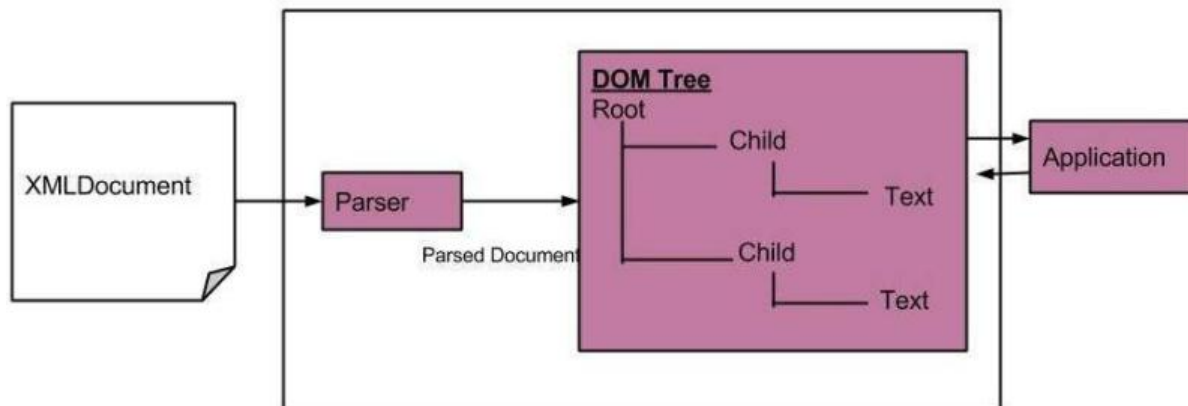 XMLDocument
Parser
Parsed Document
DOM Tree
Root
Child
Text
Child
Text
Application